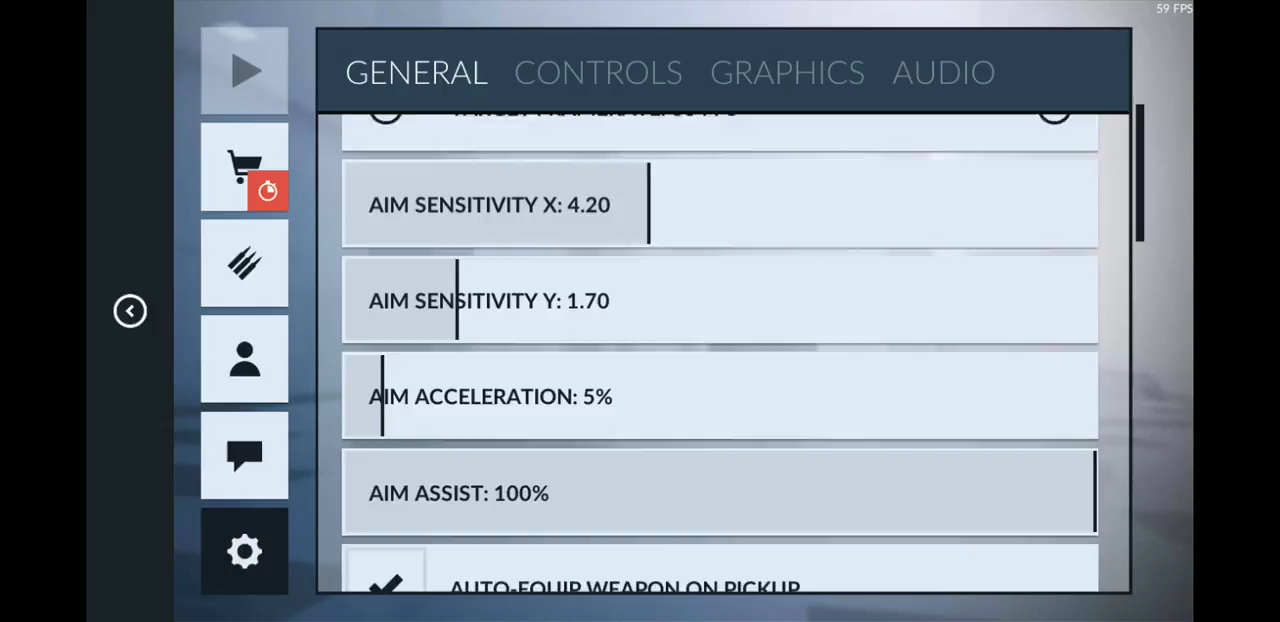 59 FPS
GENERAL CONTROLS GRAPHICS AUDIO
AIM SENSITIVITY X: 4.20
AIM SENSITIVITY Y: 1.70
AIM ACCELERATION: 5%
AIM ASSIST: 100%
AUTO-EQUIP WEAPON ON PICKUP